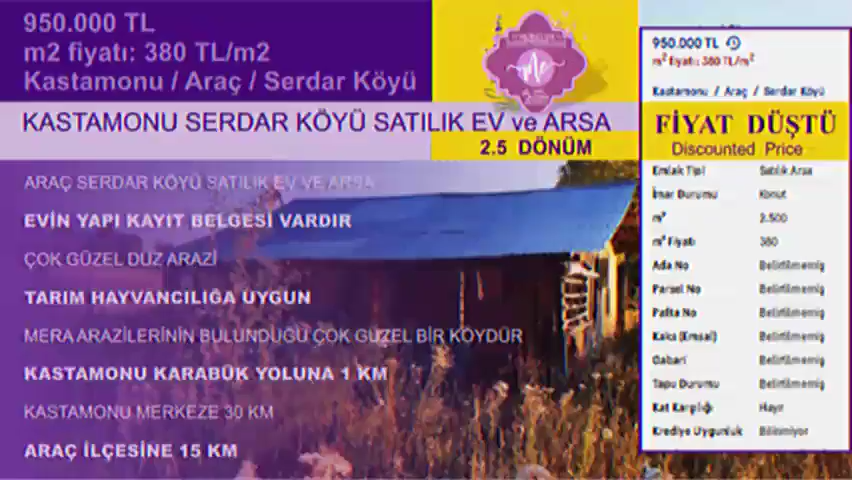 950.000 TL
m2 fiyatı: 380 TL/m2
Kastamonu / Araç / Serdar Köyü
KASTAMONU SERDAR KÖYÜ SATILIK EV ve ARSA
2.5 DÖNÜM
ARAÇ SERDAR KÖYÜ SATILIK EV VE ARSA
EVİN YAPI KAYIT BELGESİ VARDIR
ÇOK GÜZEL DÜZ ARAZİ
TARIM HAYVANCILIĞA UYGUN
MERA ARAZİLERİNİN BULUNDUĞU ÇOK GÜZEL BİR KÖYDÜR
KASTAMONU KARABÜK YOLUNA 1 KM
KASTAMONU MERKEZE 30 KM
ARAÇ İLÇESİNE 15 KM
950.000 TL
m² fiyatı: 380 TL/m²
Kastamonu / Araç / Serdar Köyü
FİYAT DÜŞTÜ
Discounted Price
Emlak Tipi Satılık Arsa
İmar Durumu Konut
m² 2.500
m² Fiyatı 380
Ada No Belirtilmemiş
Parsel No Belirtilmemiş
Pafta No Belirtilmemiş
Kaks (Emsal) Belirtilmemiş
Gabari Belirtilmemiş
Tapu Durumu Belirtilmemiş
Kat Karşılığı Hayır
Krediye Uygunluk Bilinmiyor